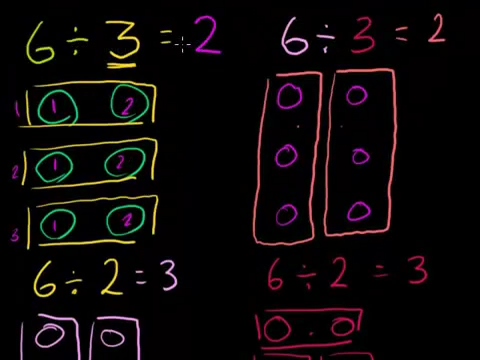 6 ÷ 3 = 2
1 1 2
2 1 2
3 1 2
6 ÷ 2 = 3
6 ÷ 3 = 2
6 ÷ 2 = 3